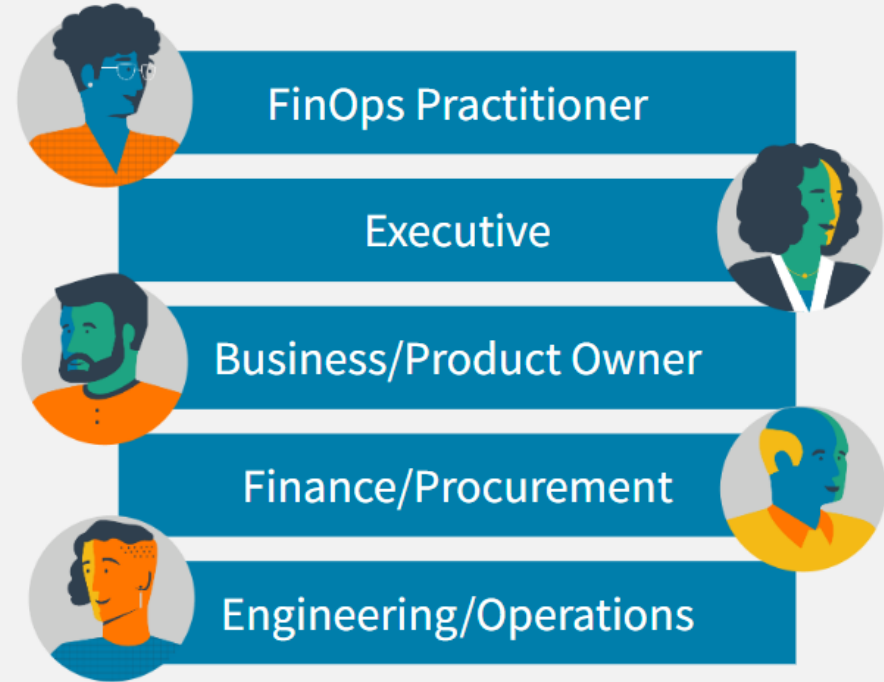 FinOps Practitioner
Executive
Business/Product Owner
Finance/Procurement
Engineering/Operations